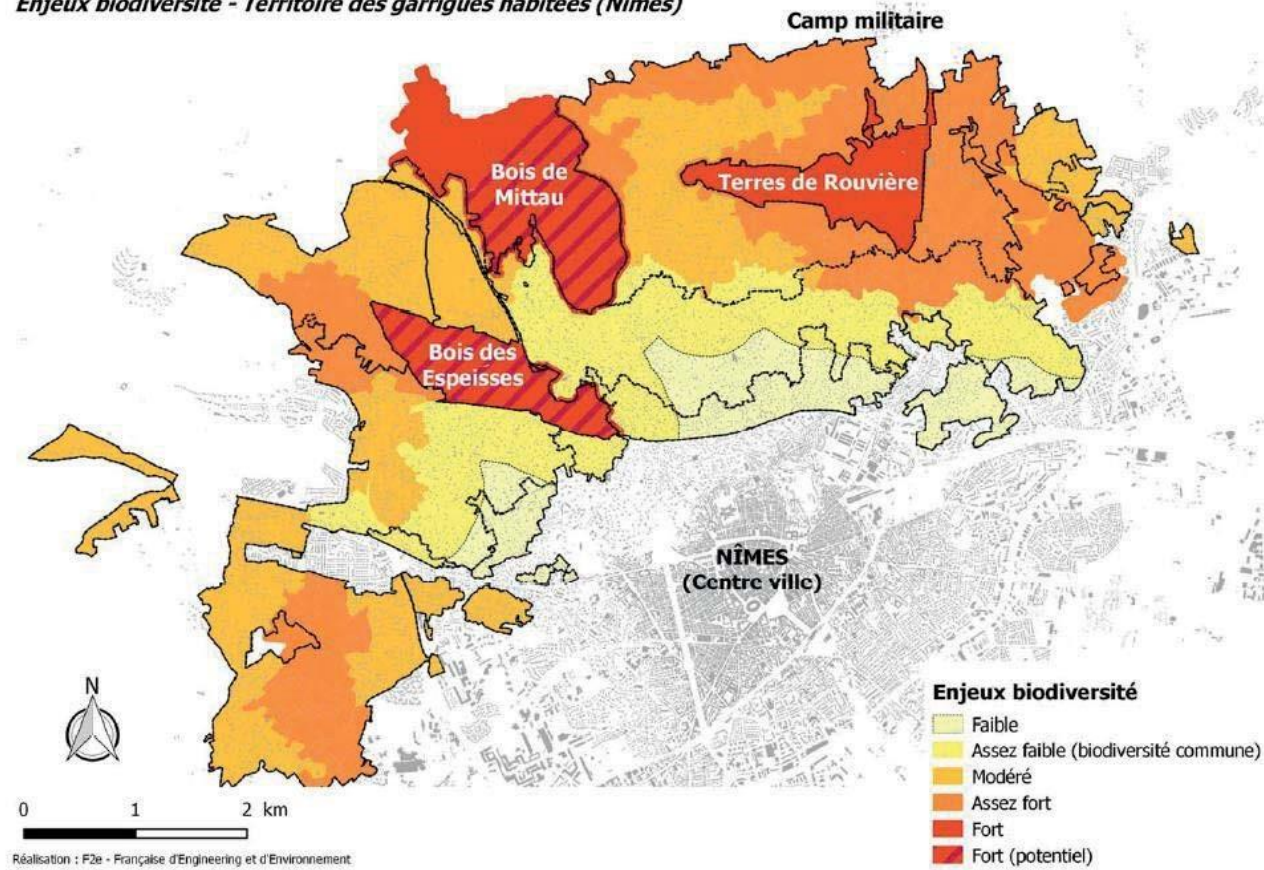 Enjeux biodiversité - Territoire des garrigues habitées (Nîmes)
Camp militaire
Bois de
Mittau
Terres de Rouvière
Bois des
Espeisses
NÎMES
(Centre ville)
N
0 1 2 km
Réalisation : F2e - Française d'Engineering et d'Environnement
Enjeux biodiversité
Faible
Assez faible (biodiversité commune)
Modéré
Assez fort
Fort
Fort (potentiel)